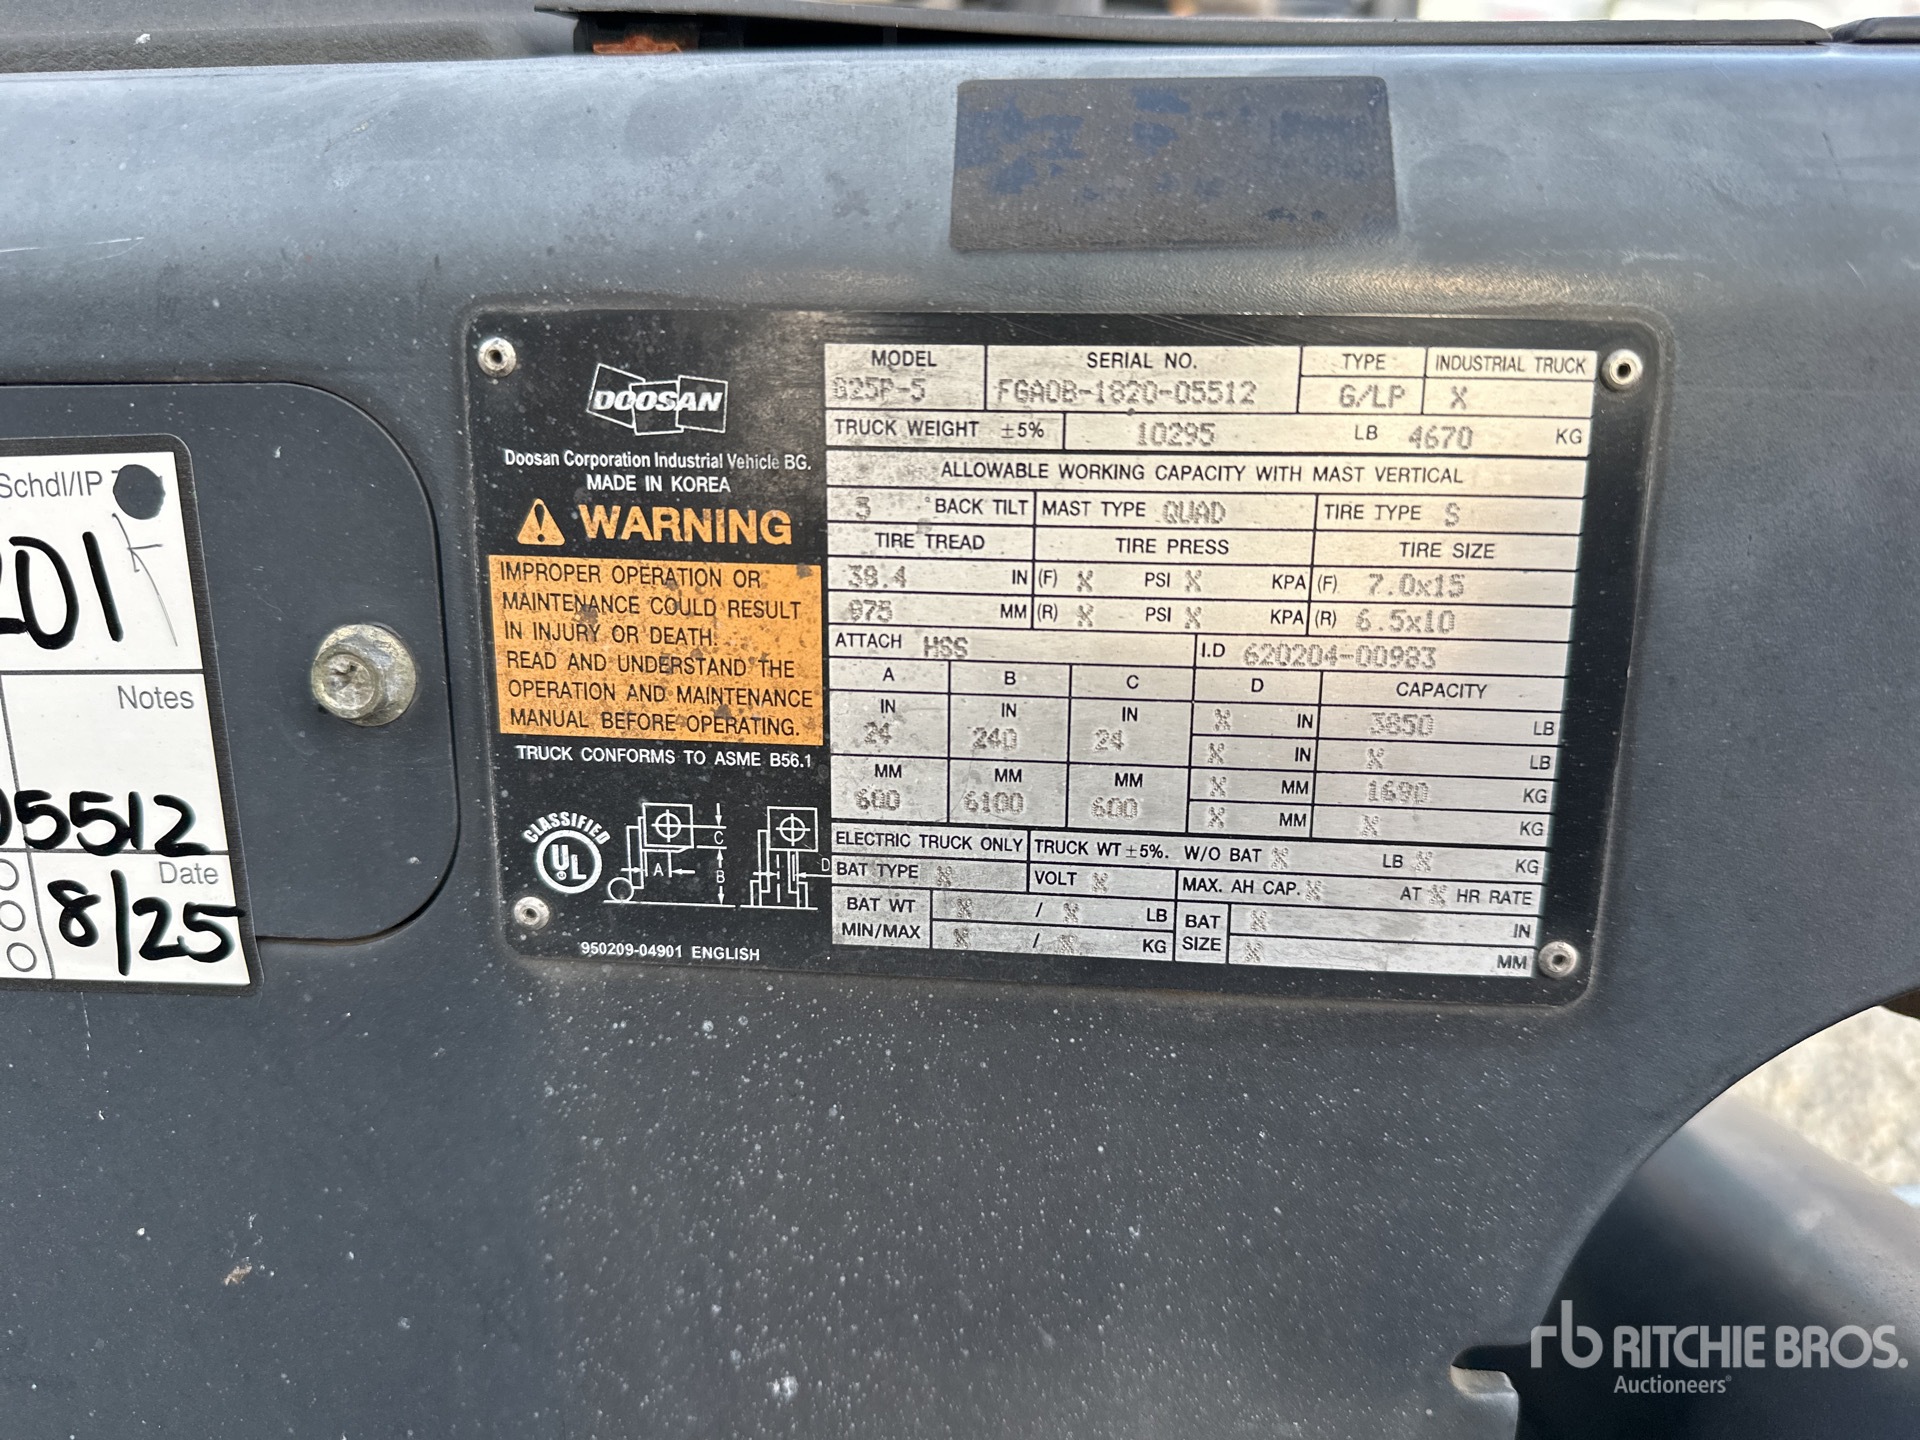 Schdl/IP
201
Notes
05512
Date
8/25
DOOSAN
Doosan Corporation Industrial Vehicle BG.
MADE IN KOREA
WARNING
IMPROPER OPERATION OR
MAINTENANCE COULD RESULT
IN INJURY OR DEATH.
READ AND UNDERSTAND THE
OPERATION AND MAINTENANCE
MANUAL BEFORE OPERATING.
TRUCK CONFORMS TO ASME B56.1
CLASSIFIED
UL
A B C D
950209-04901 ENGLISH
MODEL SERIAL NO. TYPE INDUSTRIAL TRUCK
G25P-5 FGA0B-1820-05512 G/LP X
TRUCK WEIGHT ±5% 10295 LB 4670 KG
ALLOWABLE WORKING CAPACITY WITH MAST VERTICAL
5 ° BACK TILT MAST TYPE QUAD TIRE TYPE S
TIRE TREAD TIRE PRESS TIRE SIZE
38.4 IN (F) X PSI X KPA (F) 7.0x15
975 MM (R) X PSI X KPA (R) 6.5x10
ATTACH HSS I.D 620204-00983
A B C D CAPACITY
IN IN IN X IN 3850 LB
24 240 24 X IN X LB
MM MM MM X MM 1690 KG
600 6100 600 X MM X KG
ELECTRIC TRUCK ONLY TRUCK WT ±5%. W/O BAT X LB X KG
BAT TYPE X VOLT X MAX. AH CAP. X AT X HR RATE
BAT WT X / X LB BAT X IN
MIN/MAX X / X KG SIZE X MM
rb RITCHIE BROS.
Auctioneers